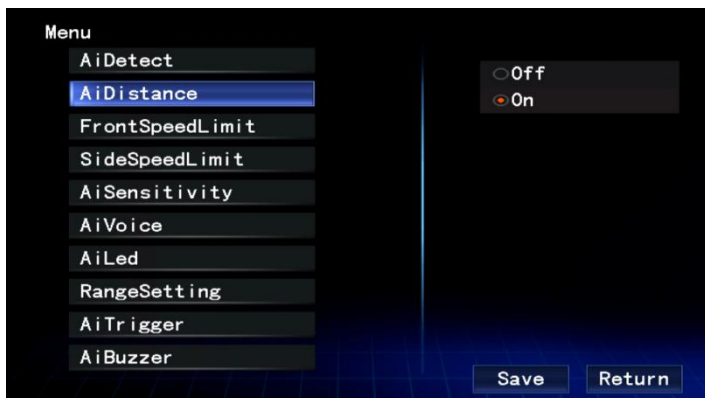 Menu
AiDetect
AiDistance
FrontSpeedLimit
SideSpeedLimit
AiSensitivity
AiVoice
AiLed
RangeSetting
AiTrigger
AiBuzzer
Off
On
Save
Return